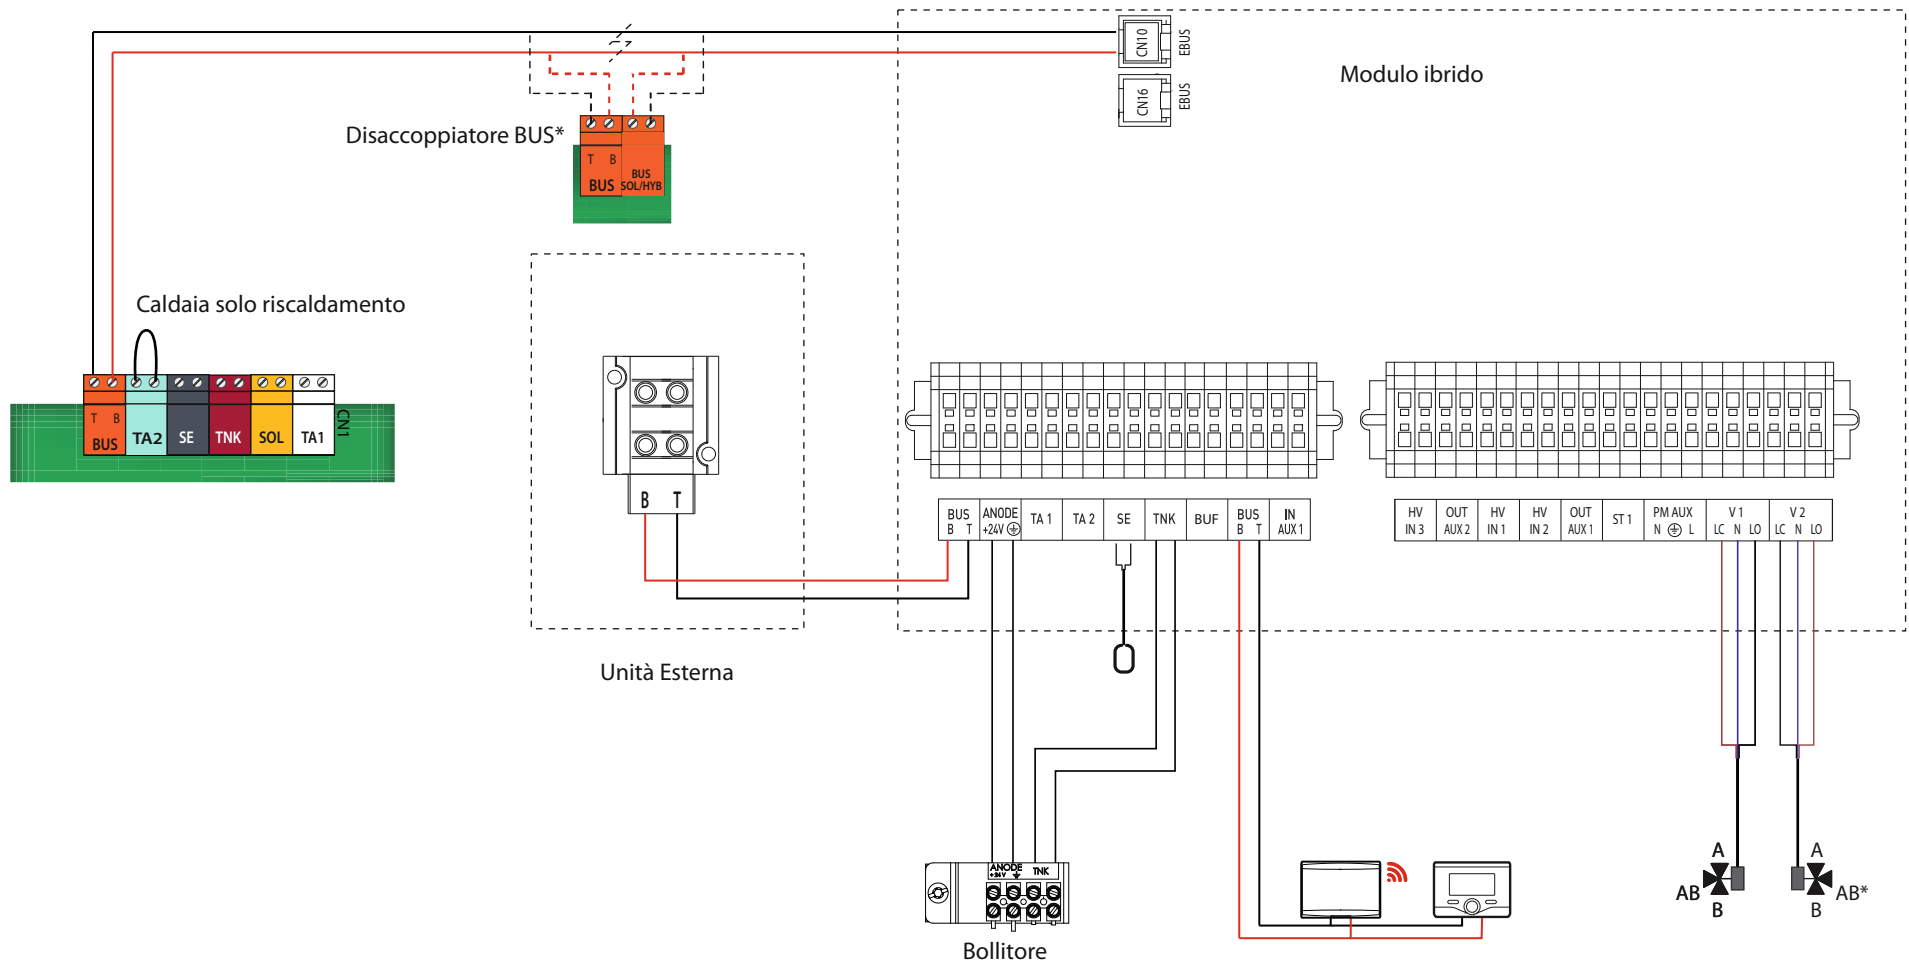 CN10
EBUS
CN16
EBUS
Modulo ibrido
Disaccoppiatore BUS*
T B
BUS
BUS
SOL/HYB
Caldaia solo riscaldamento
T B
BUS
TA2
SE
TNK
SOL
TA1
CN1
B T
Unità Esterna
BUS
B T
ANODE
+24V
TA 1
TA 2
SE
TNK
BUF
BUS
B T
IN
AUX 1
HV
IN 3
OUT
AUX 2
HV
IN 1
HV
IN 2
OUT
AUX 1
ST 1
PM AUX
N L
V 1
LC N LO
V 2
LC N LO
ANODE
+24 V
TNK
Bollitore
A
AB
B
A
AB*
B